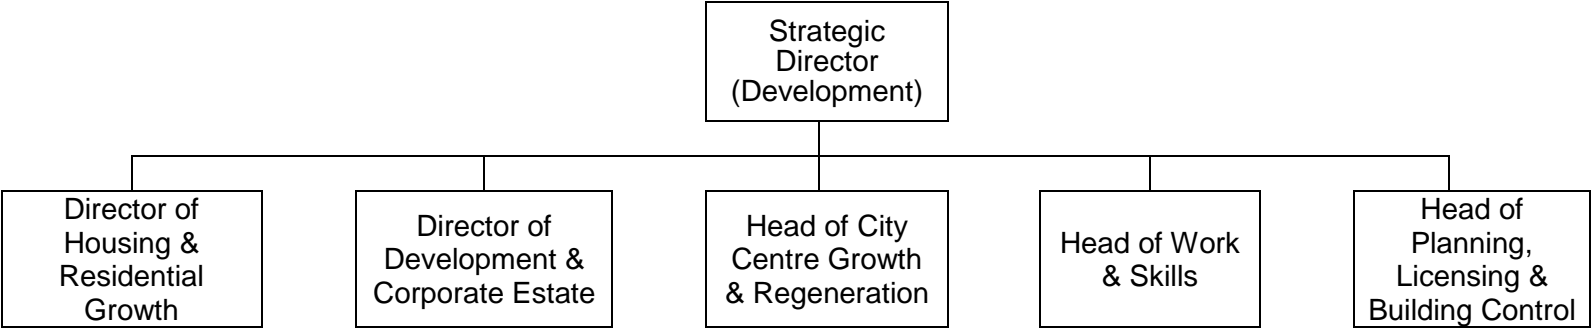 Strategic
Director
(Development)
Director of
Housing &
Residential
Growth
Director of
Development &
Corporate Estate
Head of City
Centre Growth
& Regeneration
Head of Work
& Skills
Head of
Planning,
Licensing &
Building Control